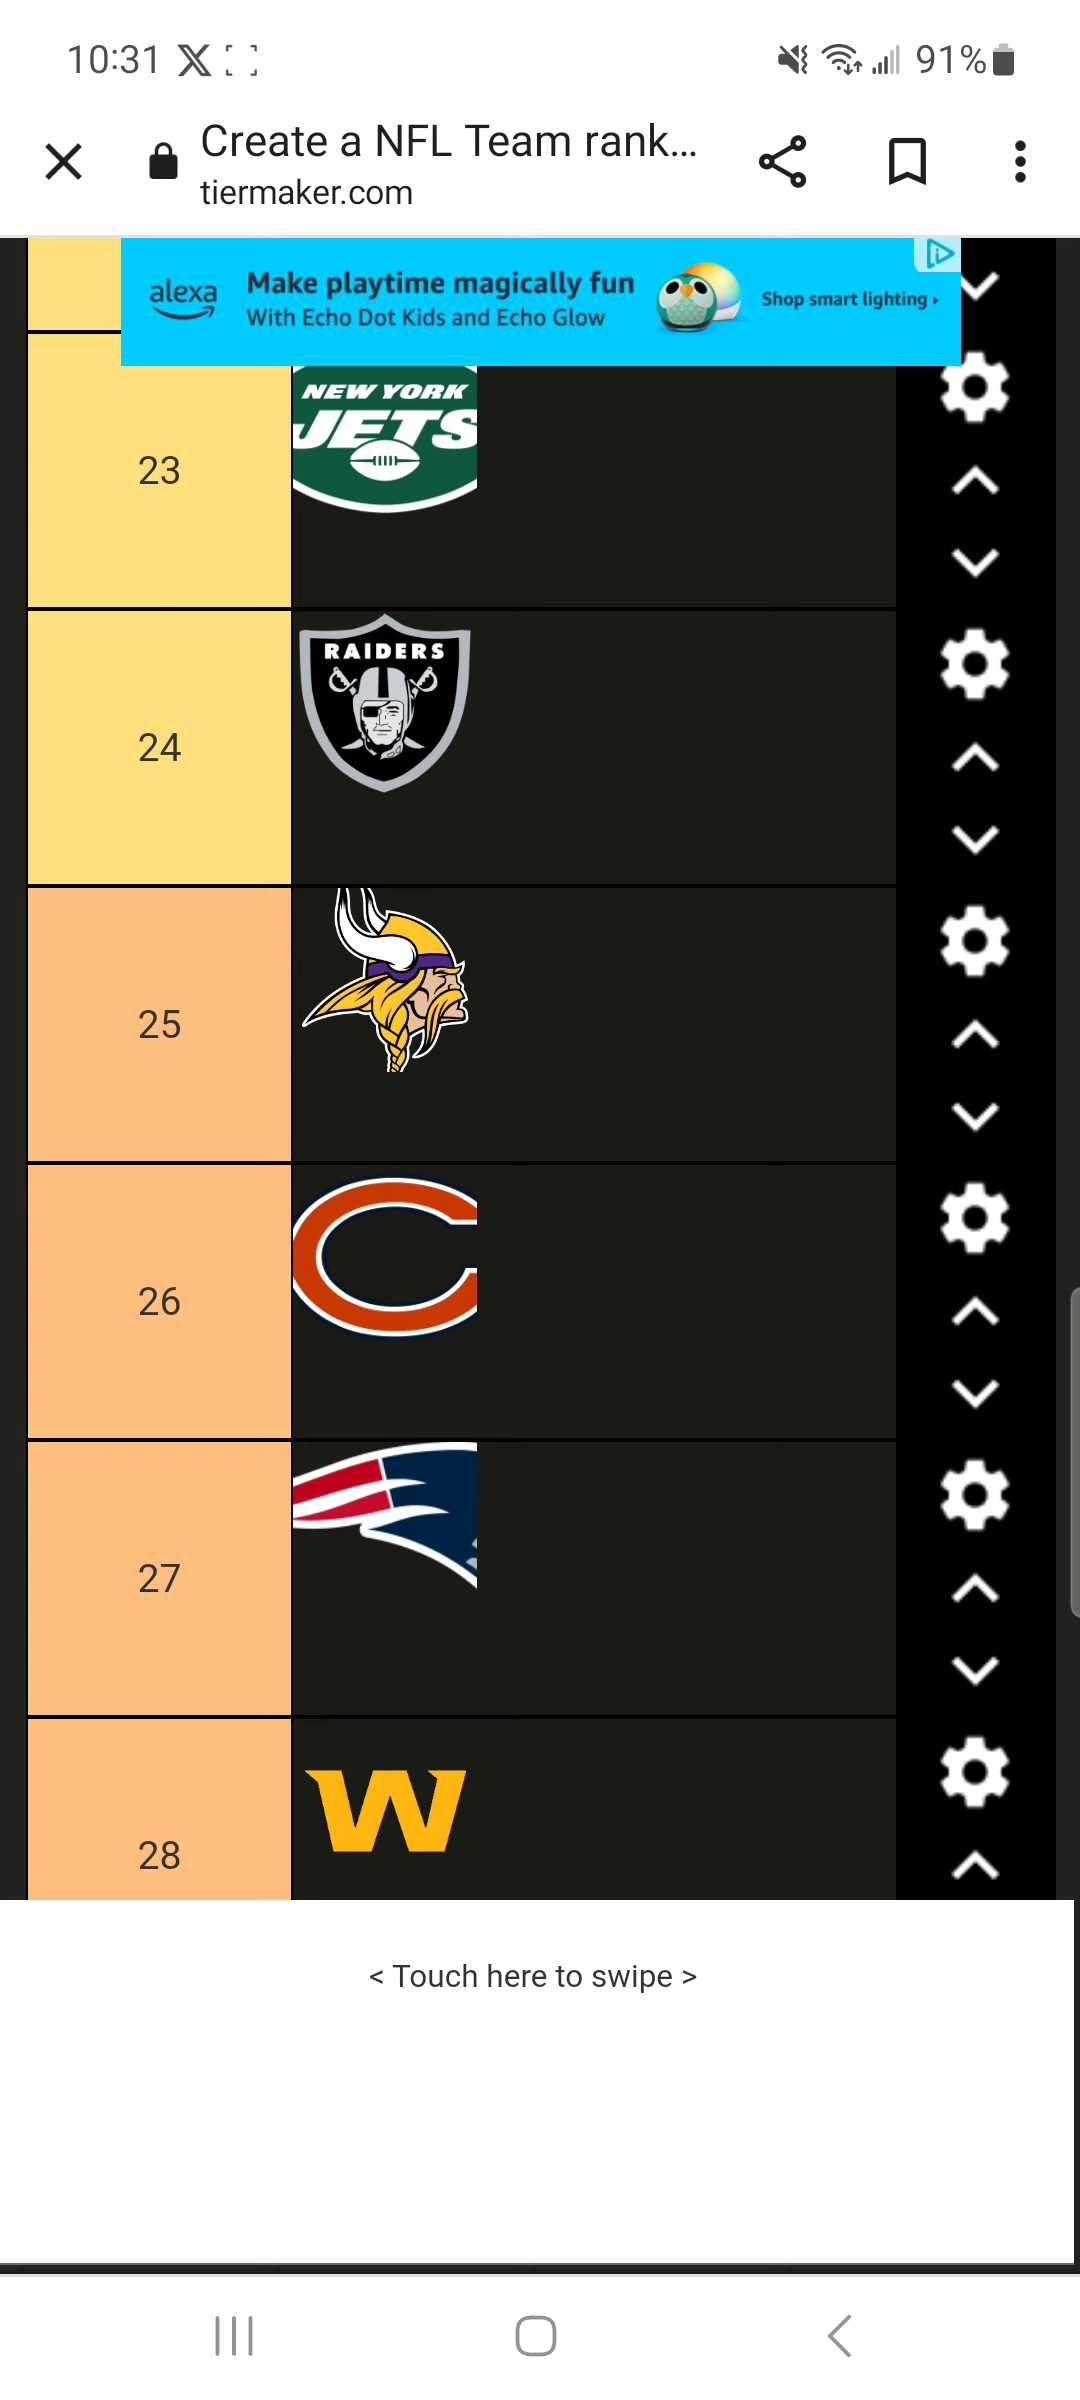 10:31
91%
Create a NFL Team rank...
tiermaker.com
alexa
Make playtime magically fun
With Echo Dot Kids and Echo Glow
Shop smart lighting
23
NEW YORK
JETS
24
RAIDERS
25
26
27
28
W
< Touch here to swipe >